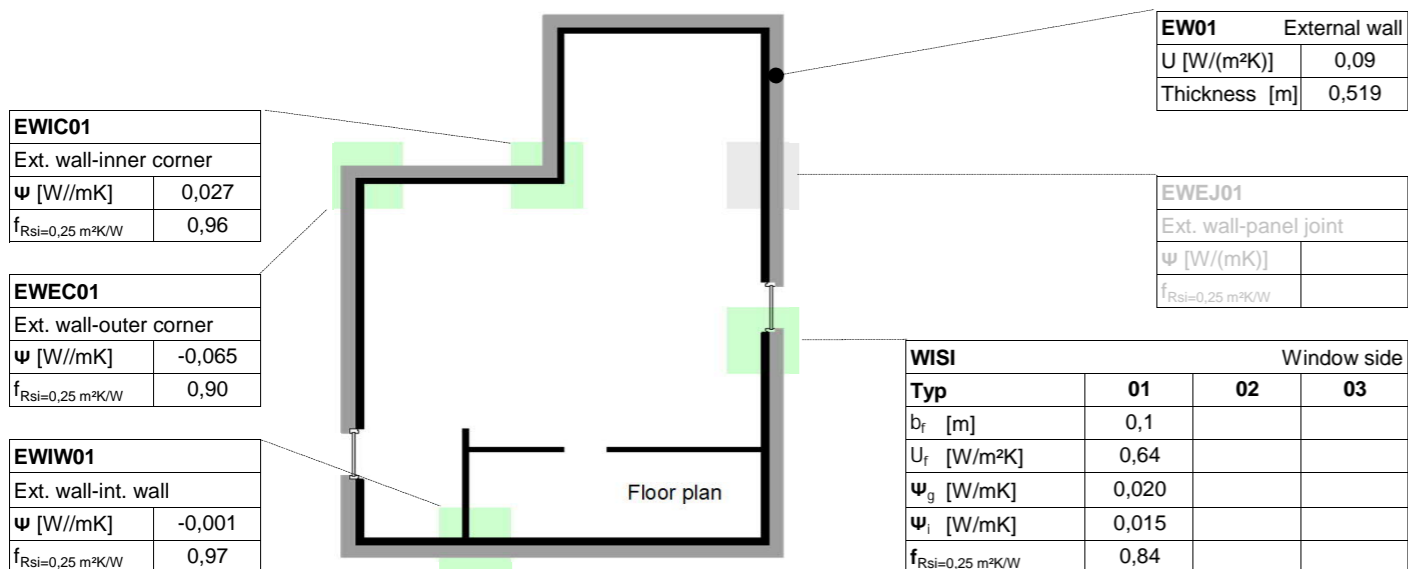 EW01 External wall
U [W/(m²K)] 0,09
Thickness [m] 0,519
EWIC01
Ext. wall-inner corner
Ψ [W//mK] 0,027
fRsi=0,25 m²K/W 0,96
EWEJ01
Ext. wall-panel joint
Ψ [W/(mK)]
fRsi=0,25 m²K/W
EWEC01
Ext. wall-outer corner
Ψ [W//mK] -0,065
fRsi=0,25 m²K/W 0,90
WISI Window side
Typ 01 02 03
bf [m] 0,1
Uf [W/m²K] 0,64
Ψg [W/mK] 0,020
Ψi [W/mK] 0,015
fRsi=0,25 m²K/W 0,84
EWIW01
Ext. wall-int. wall
Ψ [W//mK] -0,001
fRsi=0,25 m²K/W 0,97
Floor plan